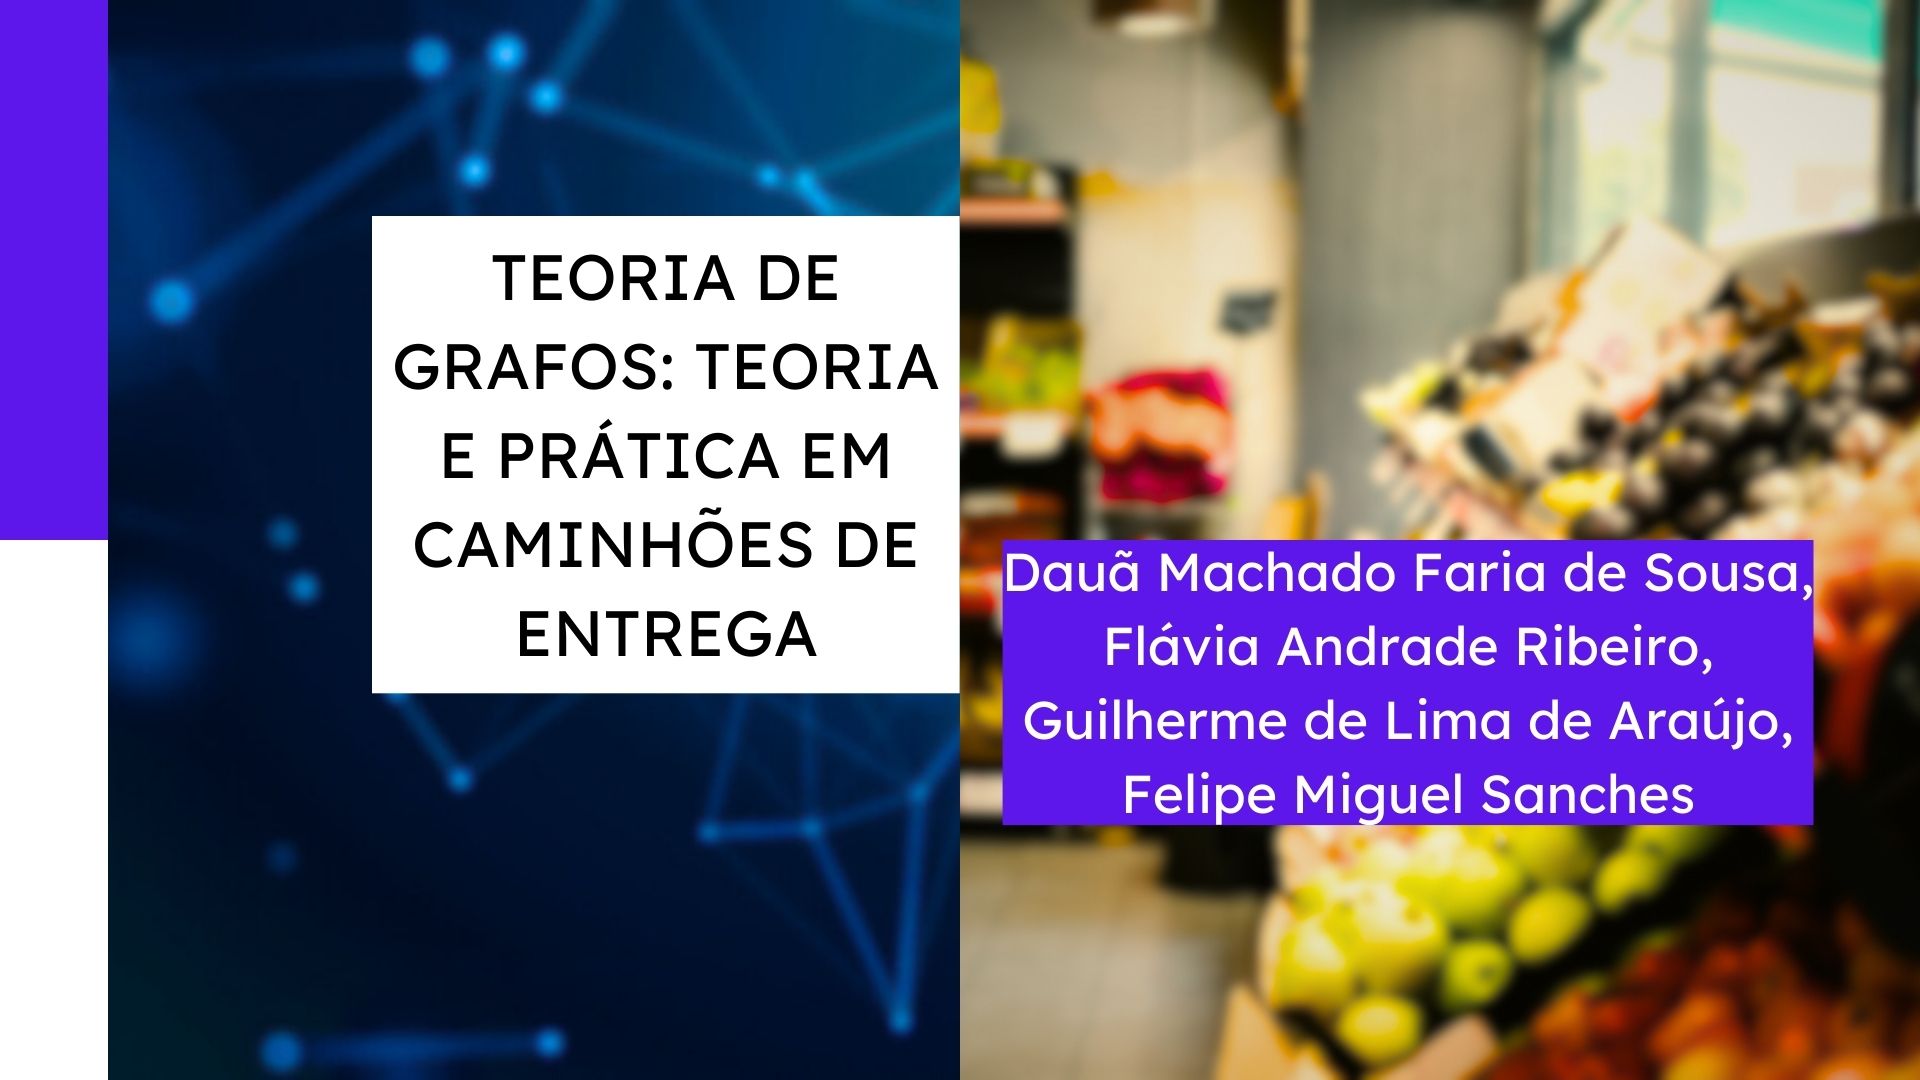 TEORIA DE
GRAFOS: TEORIA
E PRÁTICA EM
CAMINHÕES DE
ENTREGA
Dauã Machado Faria de Sousa,
Flávia Andrade Ribeiro,
Guilherme de Lima de Araújo,
Felipe Miguel Sanches